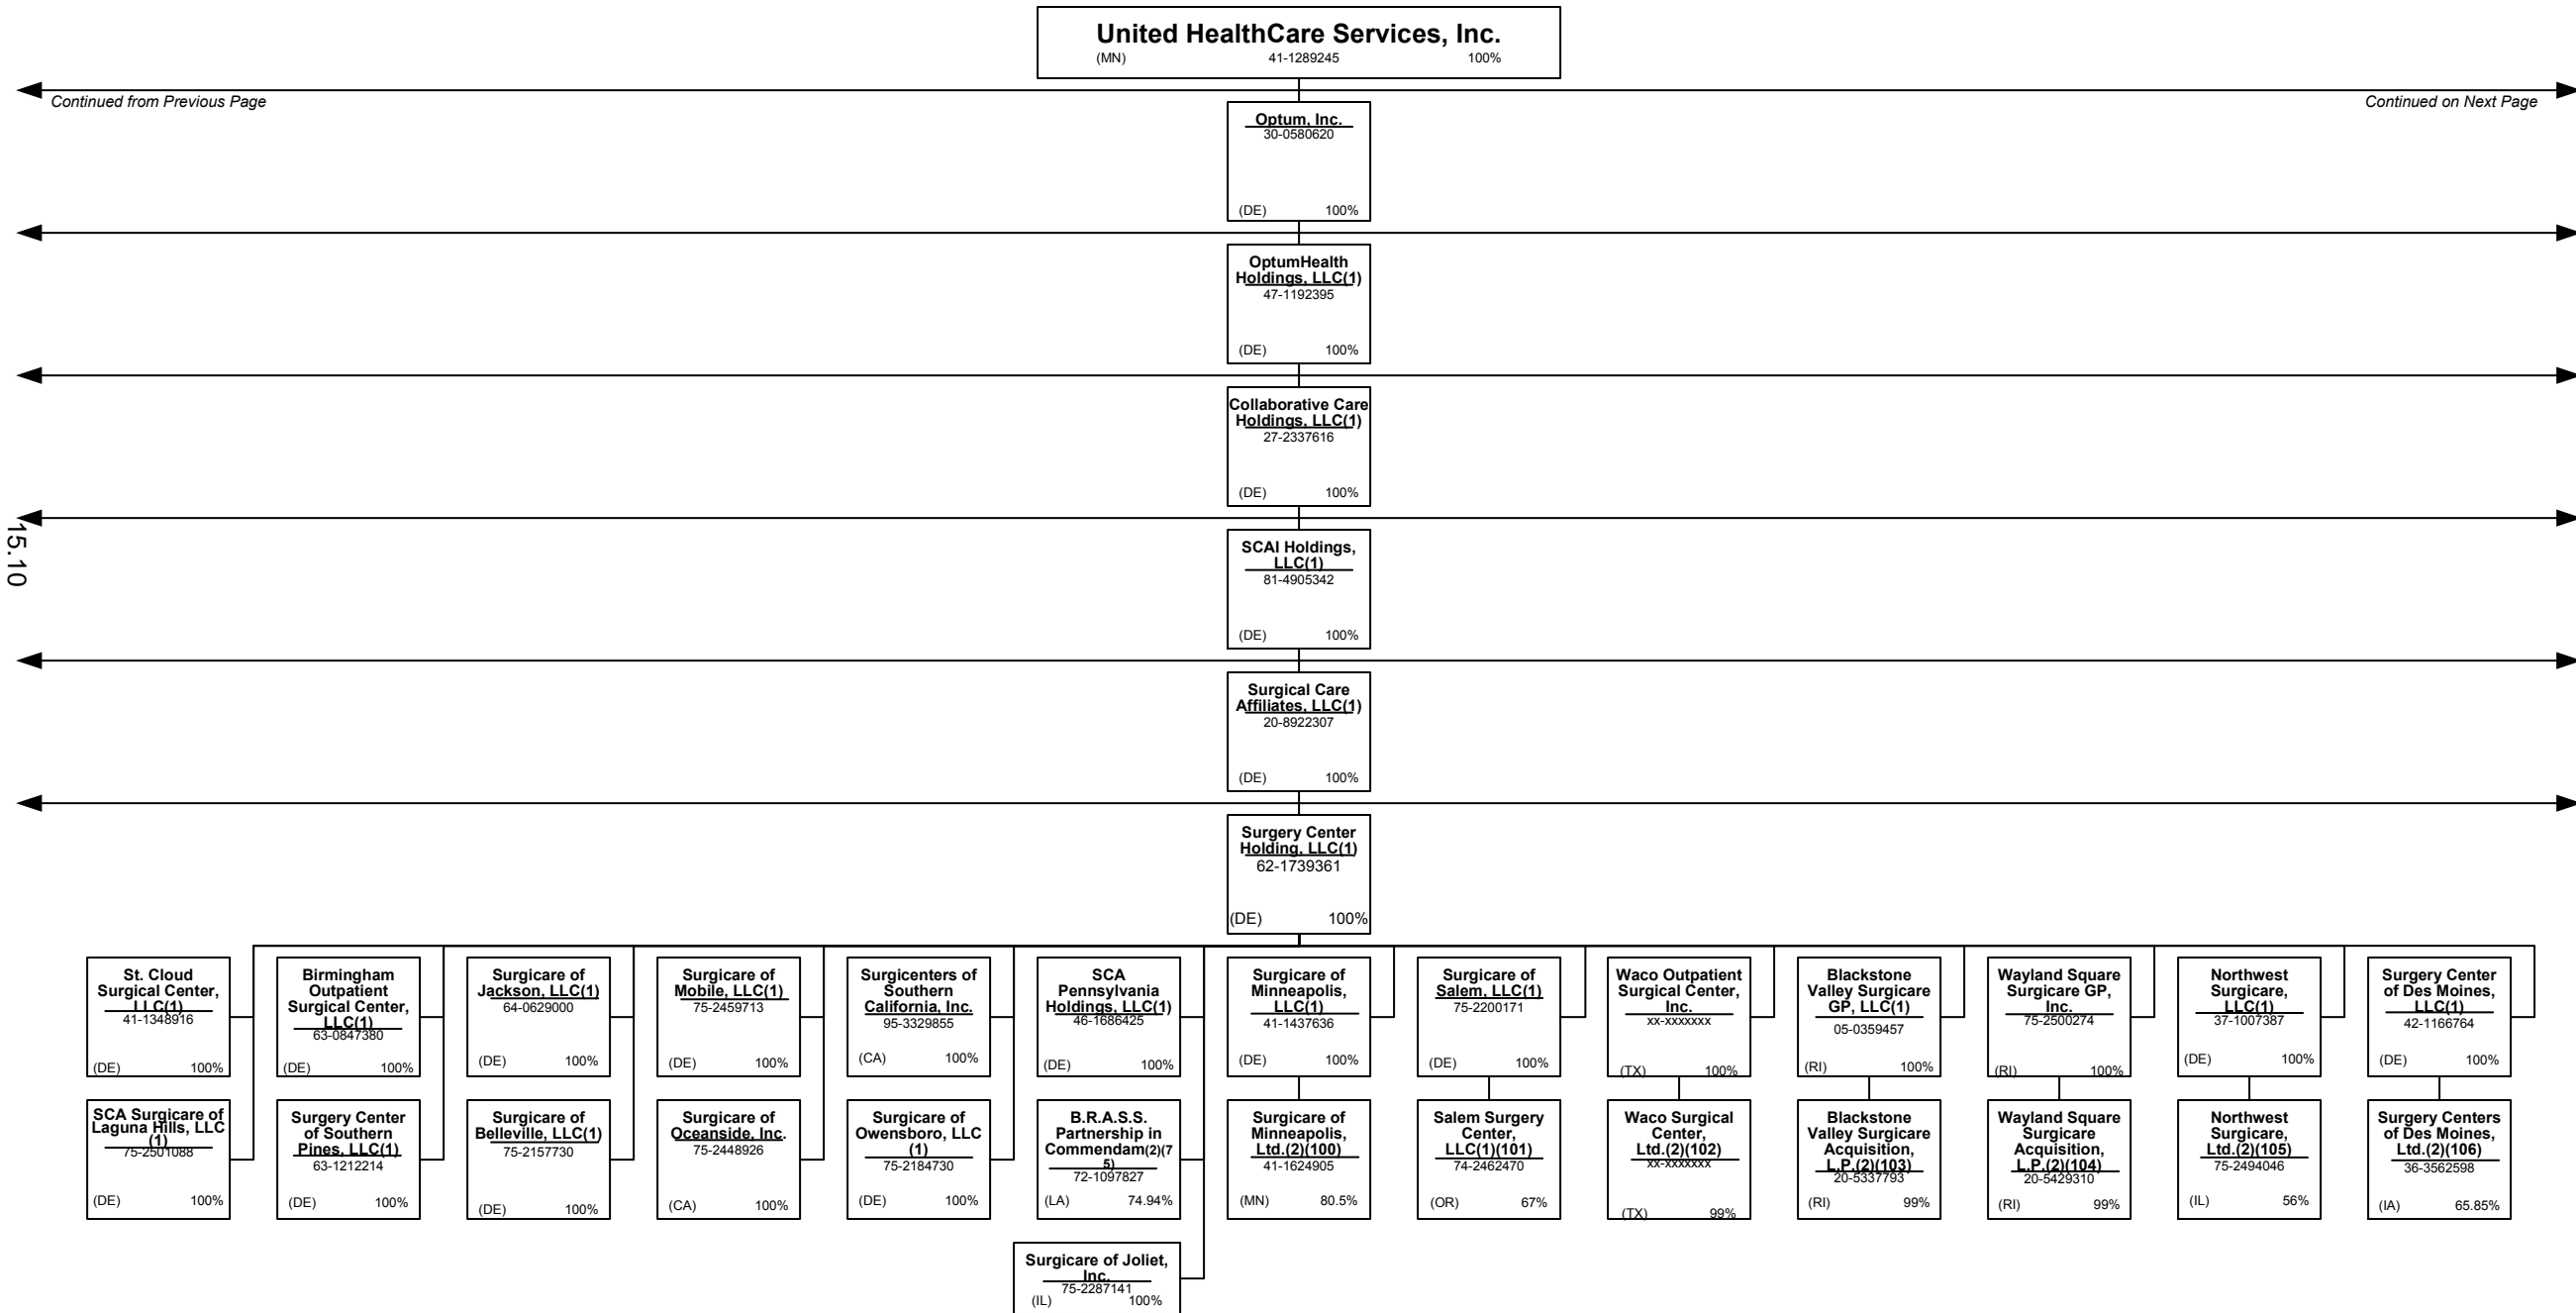 United HealthCare Services, Inc.
(MN) 41-1289245 100%
Continued from Previous Page
Continued on Next Page
Optum, Inc.
30-0580620
(DE) 100%
OptumHealth
Holdings, LLC(1)
47-1192395
(DE) 100%
Collaborative Care
Holdings, LLC(1)
27-2337616
(DE) 100%
15.10
SCAI Holdings,
LLC(1)
81-4905342
(DE) 100%
Surgical Care
Affiliates, LLC(1)
20-8922307
(DE) 100%
Surgery Center
Holding, LLC(1)
62-1739361
(DE) 100%
St. Cloud
Surgical Center,
LLC(1)
41-1348916
(DE) 100%
Birmingham
Outpatient
Surgical Center,
LLC(1)
63-0847380
(DE) 100%
Surgicare of
Jackson, LLC(1)
64-0629000
(DE) 100%
Surgicare of
Mobile, LLC(1)
75-2459713
(DE) 100%
Surgicenters of
Southern
California, Inc.
95-3329855
(CA) 100%
SCA
Pennsylvania
Holdings, LLC(1)
46-1686425
(DE) 100%
Surgicare of
Minneapolis,
LLC(1)
41-1437636
(DE) 100%
Surgicare of
Salem, LLC(1)
75-2200171
(DE) 100%
Waco Outpatient
Surgical Center,
Inc.
xx-xxxxxxx
(TX) 100%
Blackstone
Valley Surgicare
GP, LLC(1)
05-0359457
(RI) 100%
Wayland Square
Surgicare GP,
Inc.
75-2500274
(RI) 100%
Northwest
Surgicare,
LLC(1)
37-1007387
(DE) 100%
Surgery Center
of Des Moines,
LLC(1)
42-1166764
(DE) 100%
SCA Surgicare of
Laguna Hills, LLC
(1)
75-2501088
(DE) 100%
Surgery Center
of Southern
Pines, LLC(1)
63-1212214
(DE) 100%
Surgicare of
Belleville, LLC(1)
75-2157730
(DE) 100%
Surgicare of
Oceanside, Inc.
75-2448926
(CA) 100%
Surgicare of
Owensboro, LLC
(1)
75-2184730
(DE) 100%
B.R.A.S.S.
Partnership in
Commendam(2)(7
5)
72-1097827
(LA) 74.94%
Surgicare of
Minneapolis,
Ltd.(2)(100)
41-1624905
(MN) 80.5%
Salem Surgery
Center,
LLC(1)(101)
74-2462470
(OR) 67%
Waco Surgical
Center,
Ltd.(2)(102)
xx-xxxxxxx
(TX) 99%
Blackstone
Valley Surgicare
Acquisition,
L.P.(2)(103)
20-5337793
(RI) 99%
Wayland Square
Surgicare
Acquisition,
L.P.(2)(104)
20-5429310
(RI) 99%
Northwest
Surgicare,
Ltd.(2)(105)
75-2494046
(IL) 56%
Surgery Centers
of Des Moines,
Ltd.(2)(106)
36-3562598
(IA) 65.85%
Surgicare of Joliet,
Inc.
75-2287141
(IL) 100%